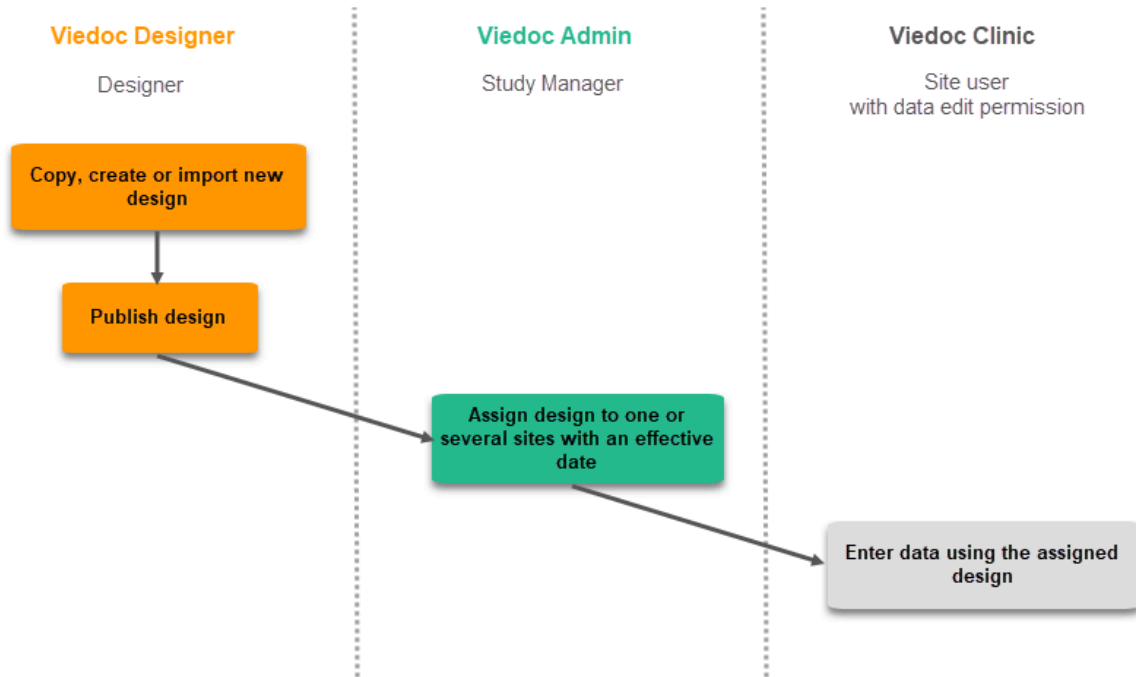 Viedoc Designer
Designer
Viedoc Admin
Study Manager
Viedoc Clinic
Site user
with data edit permission
Copy, create or import new
design
Publish design
Assign design to one or
several sites with an effective
date
Enter data using the assigned
design